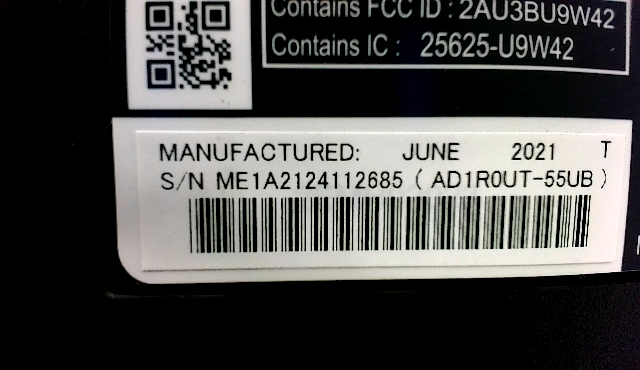 Contains FCC ID : 2AU3BU9W42
Contains IC : 25625-U9W42
MANUFACTURED: JUNE 2021 T
S/N ME1A2124112685 ( AD1R0UT-55UB )